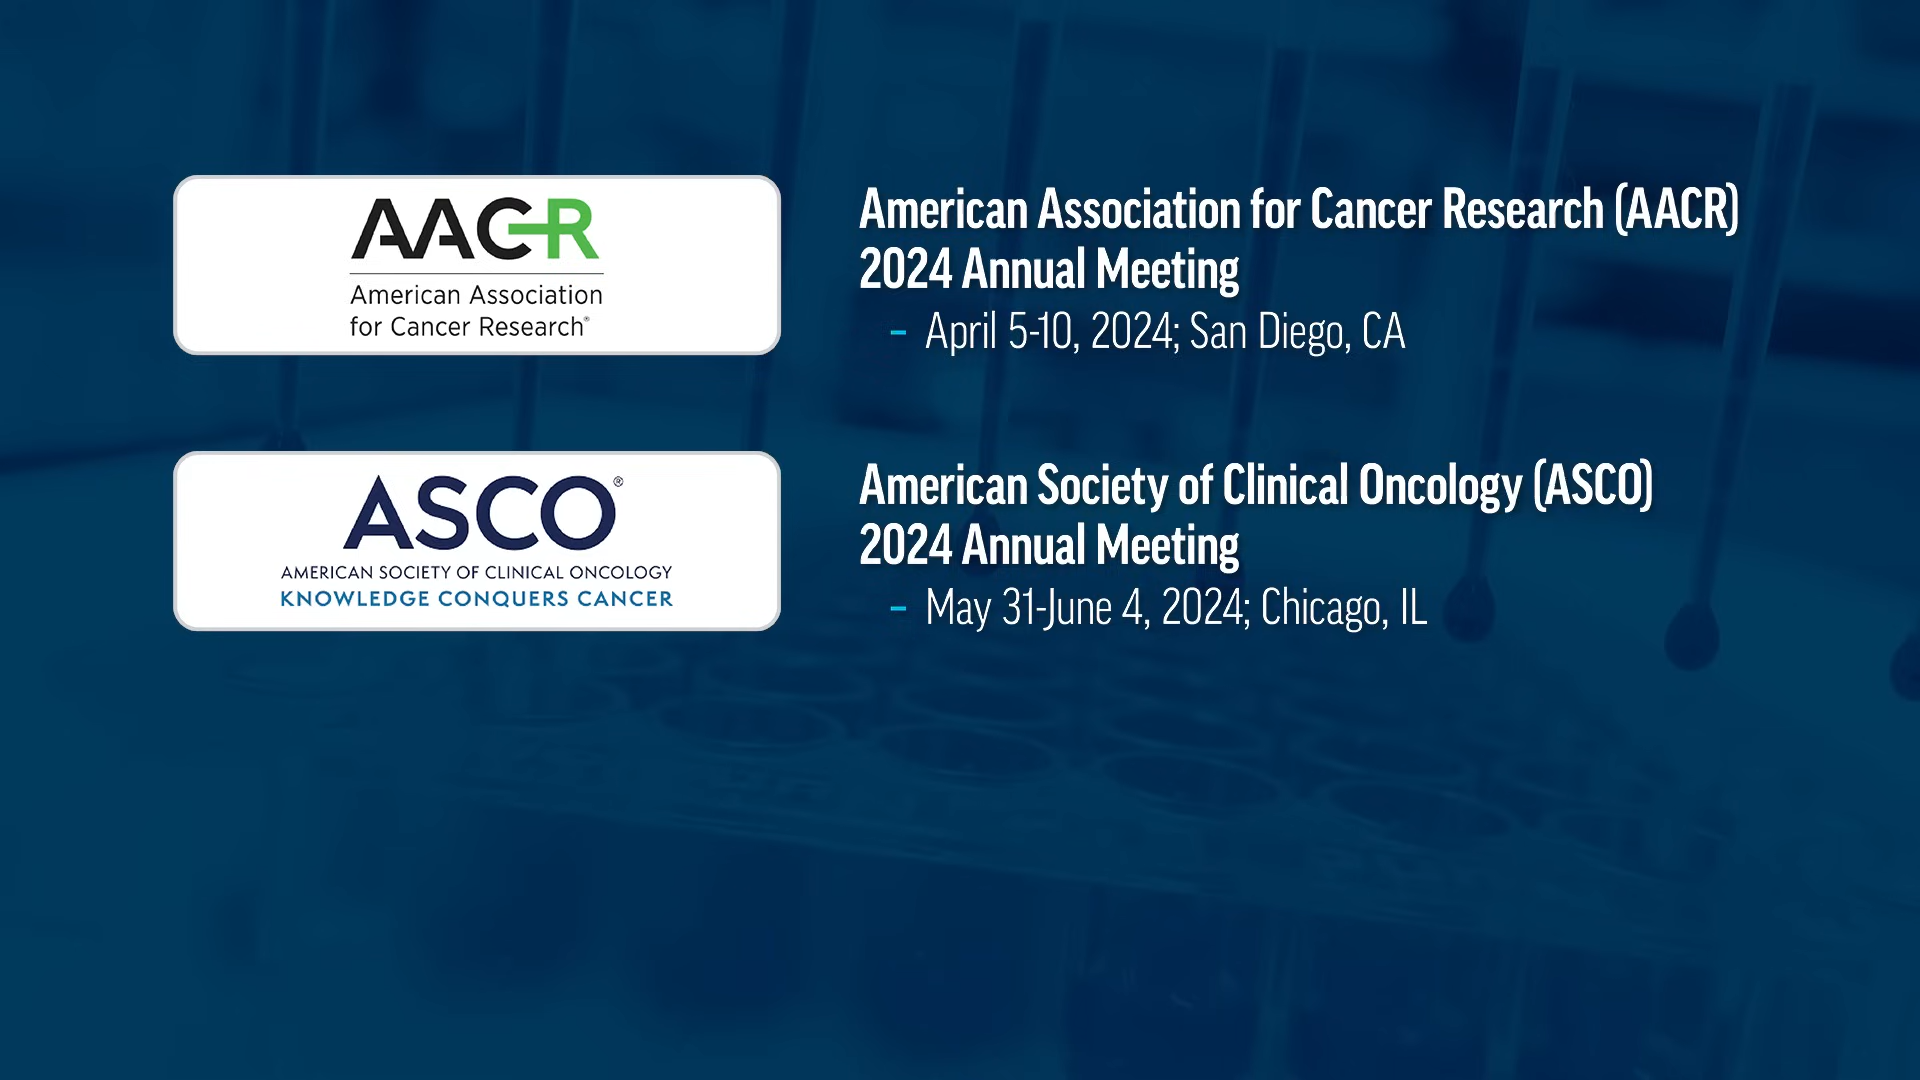 AACR
American Association
for Cancer Research®
American Association for Cancer Research (AACR)
2024 Annual Meeting
– April 5-10, 2024; San Diego, CA
ASCO®
AMERICAN SOCIETY OF CLINICAL ONCOLOGY
KNOWLEDGE CONQUERS CANCER
American Society of Clinical Oncology (ASCO)
2024 Annual Meeting
– May 31-June 4, 2024; Chicago, IL